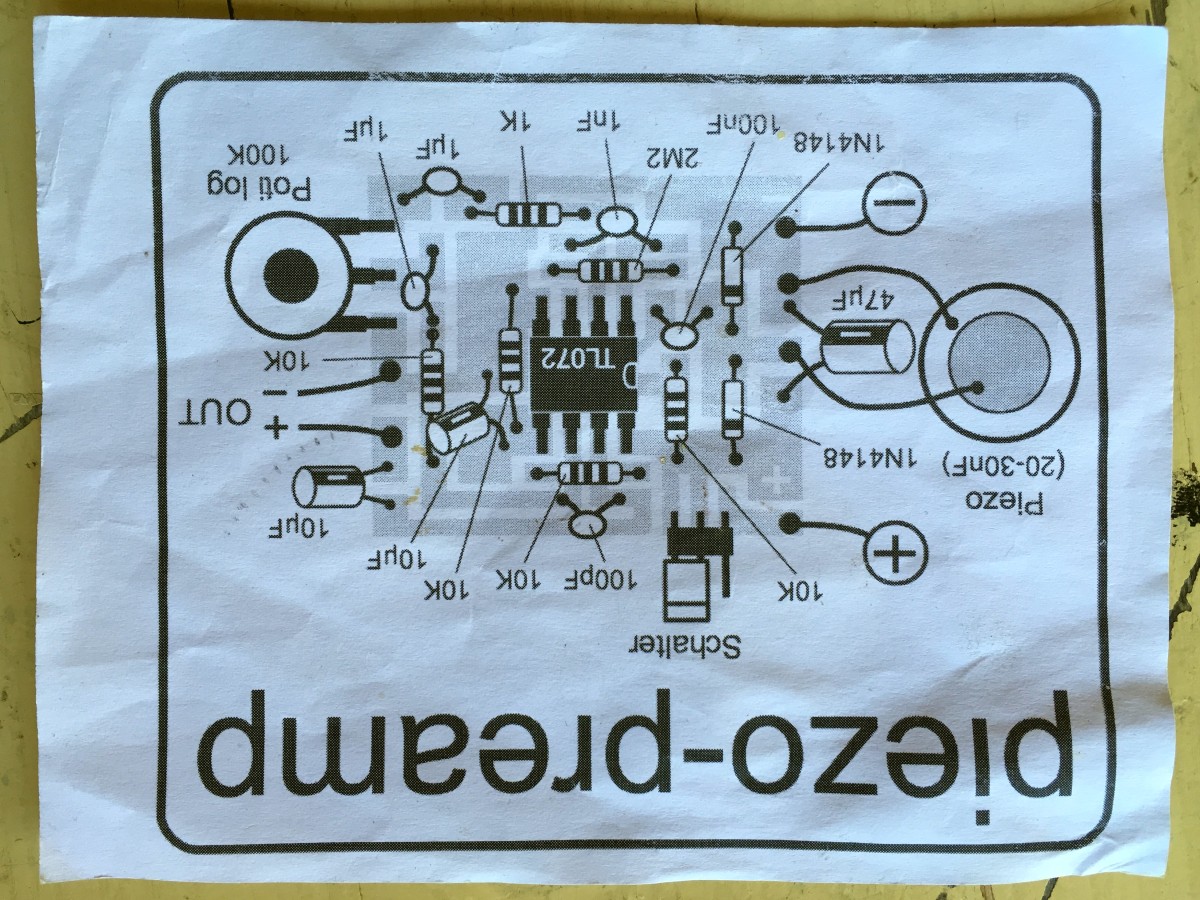 piezo-preamp
Schalter
10K
100pF
10K
10K
10µF
10µF
+
Piezo
(20-30nF)
1N4148
+
+
OUT
−
TL072
10K
47µF
−
Poti log
100K
1N4148
100nF
2M2
1nF
1K
1µF
1µF